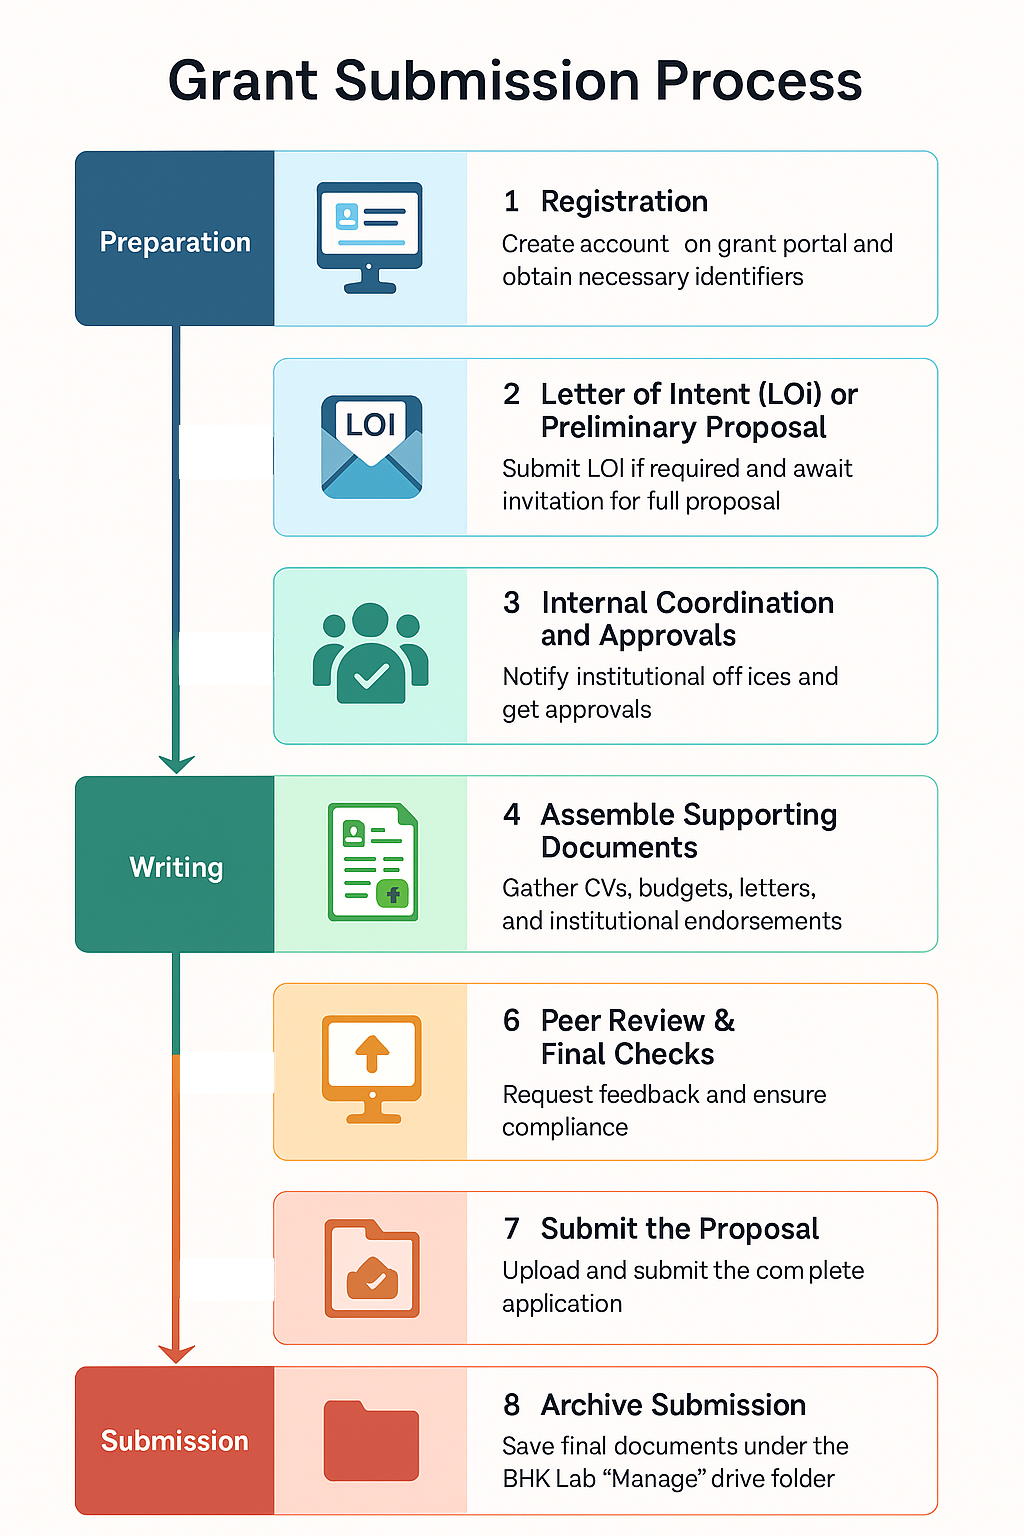 Grant Submission Process
Preparation
1 Registration
Create account on grant portal and
obtain necessary identifiers
LOI
2 Letter of Intent (LOi) or
Preliminary Proposal
Submit LOI if required and await
invitation for full proposal
3 Internal Coordination
and Approvals
Notify institutional offices and
get approvals
Writing
4 Assemble Supporting
Documents
Gather CVs, budgets, letters,
and institutional endorsements
6 Peer Review &
Final Checks
Request feedback and ensure
compliance
7 Submit the Proposal
Upload and submit the complete
application
Submission
8 Archive Submission
Save final documents under the
BHK Lab “Manage” drive folder